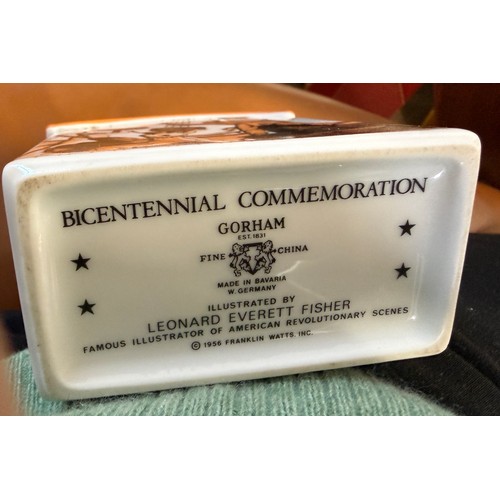 BICENTENNIAL COMMEMORATION
GORHAM
EST. 1831
FINE CHINA
MADE IN BAVARIA
W. GERMANY
ILLUSTRATED BY
LEONARD EVERETT FISHER
FAMOUS ILLUSTRATOR OF AMERICAN REVOLUTIONARY SCENES
© 1956 FRANKLIN WATTS, INC.